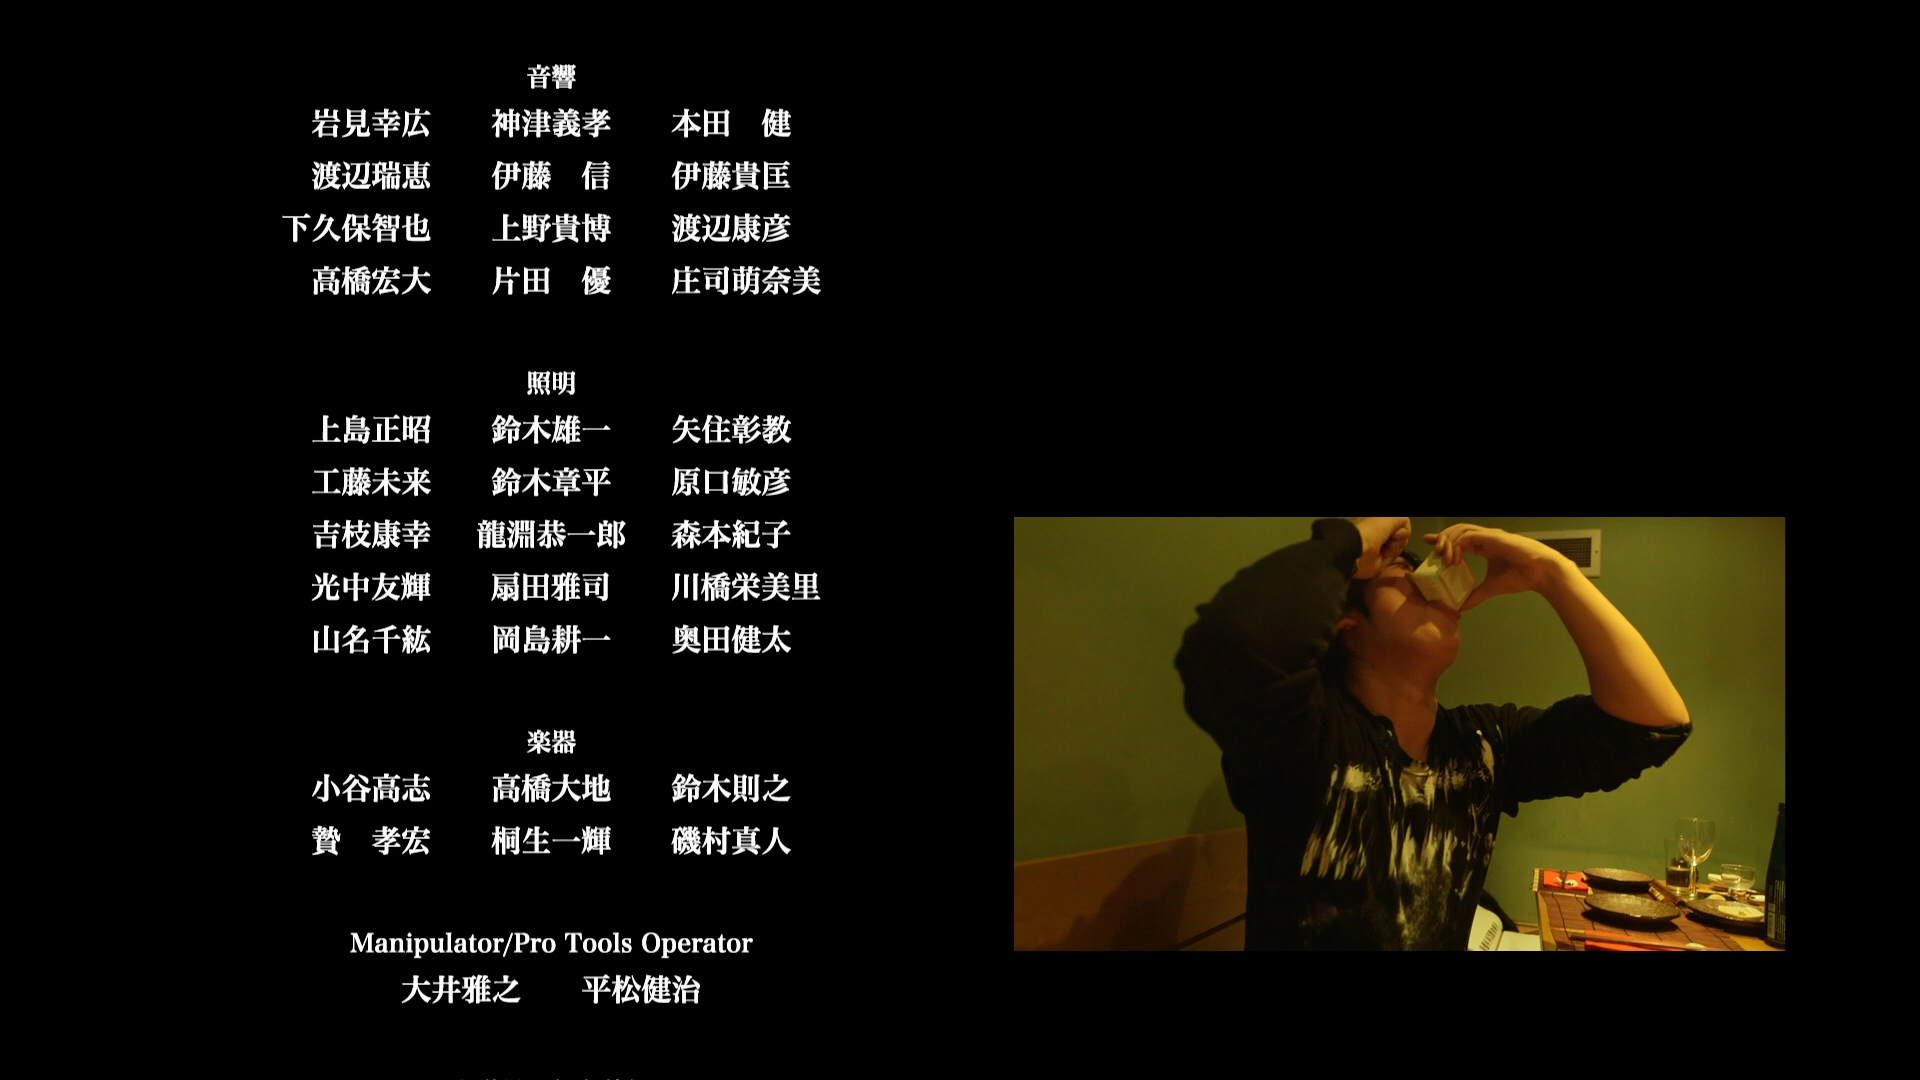 音響
岩見幸広 神津義孝 本田 健
渡辺瑞恵 伊藤 信 伊藤貴匡
下久保智也 上野貴博 渡辺康彦
高橋宏大 片田 優 庄司萌奈美
照明
上島正昭 鈴木雄一 矢住彰教
工藤未来 鈴木章平 原口敏彦
吉枝康幸 龍淵恭一郎 森本紀子
光中友輝 扇田雅司 川橋栄美里
山名千紘 岡島耕一 奥田健太
楽器
小谷高志 高橋大地 鈴木則之
贄 孝宏 桐生一輝 磯村真人
Manipulator/Pro Tools Operator
大井雅之 平松健治